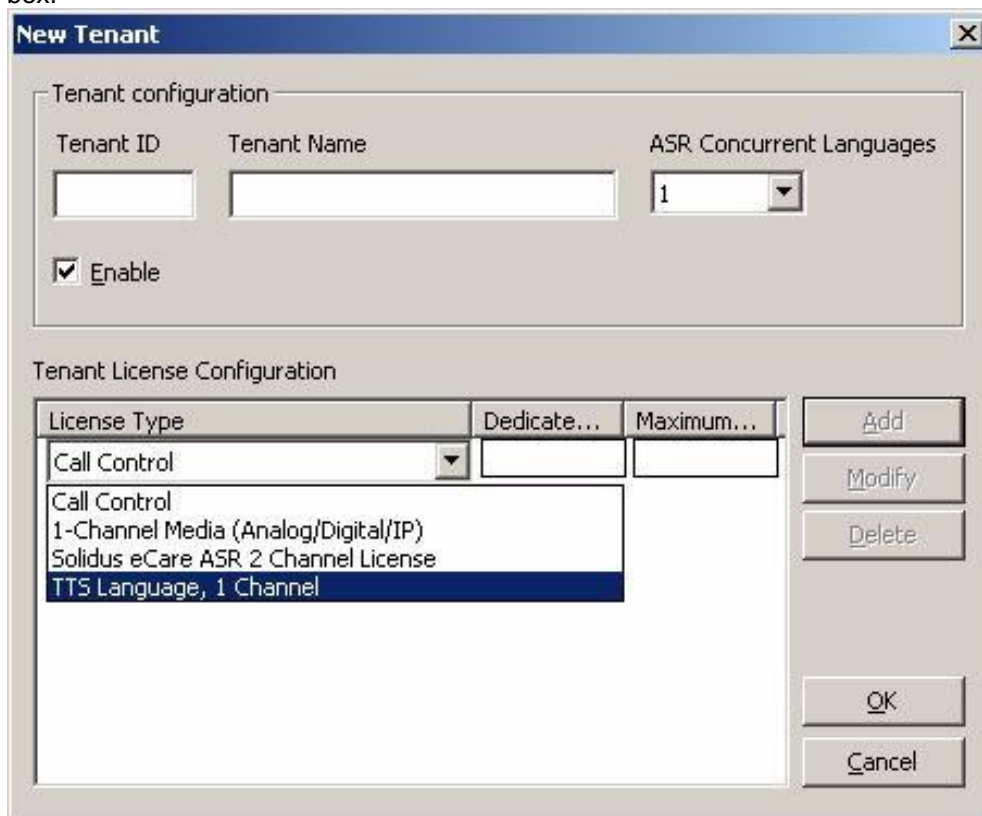 box.
New Tenant
Tenant configuration
Tenant ID Tenant Name ASR Concurrent Languages
1
Enable
Tenant License Configuration
License Type Dedicate... Maximum... Add
Call Control
Modify
Call Control
1-Channel Media (Analog/Digital/IP)
Delete
Solidus eCare ASR 2 Channel License
TTS Language, 1 Channel
OK
Cancel